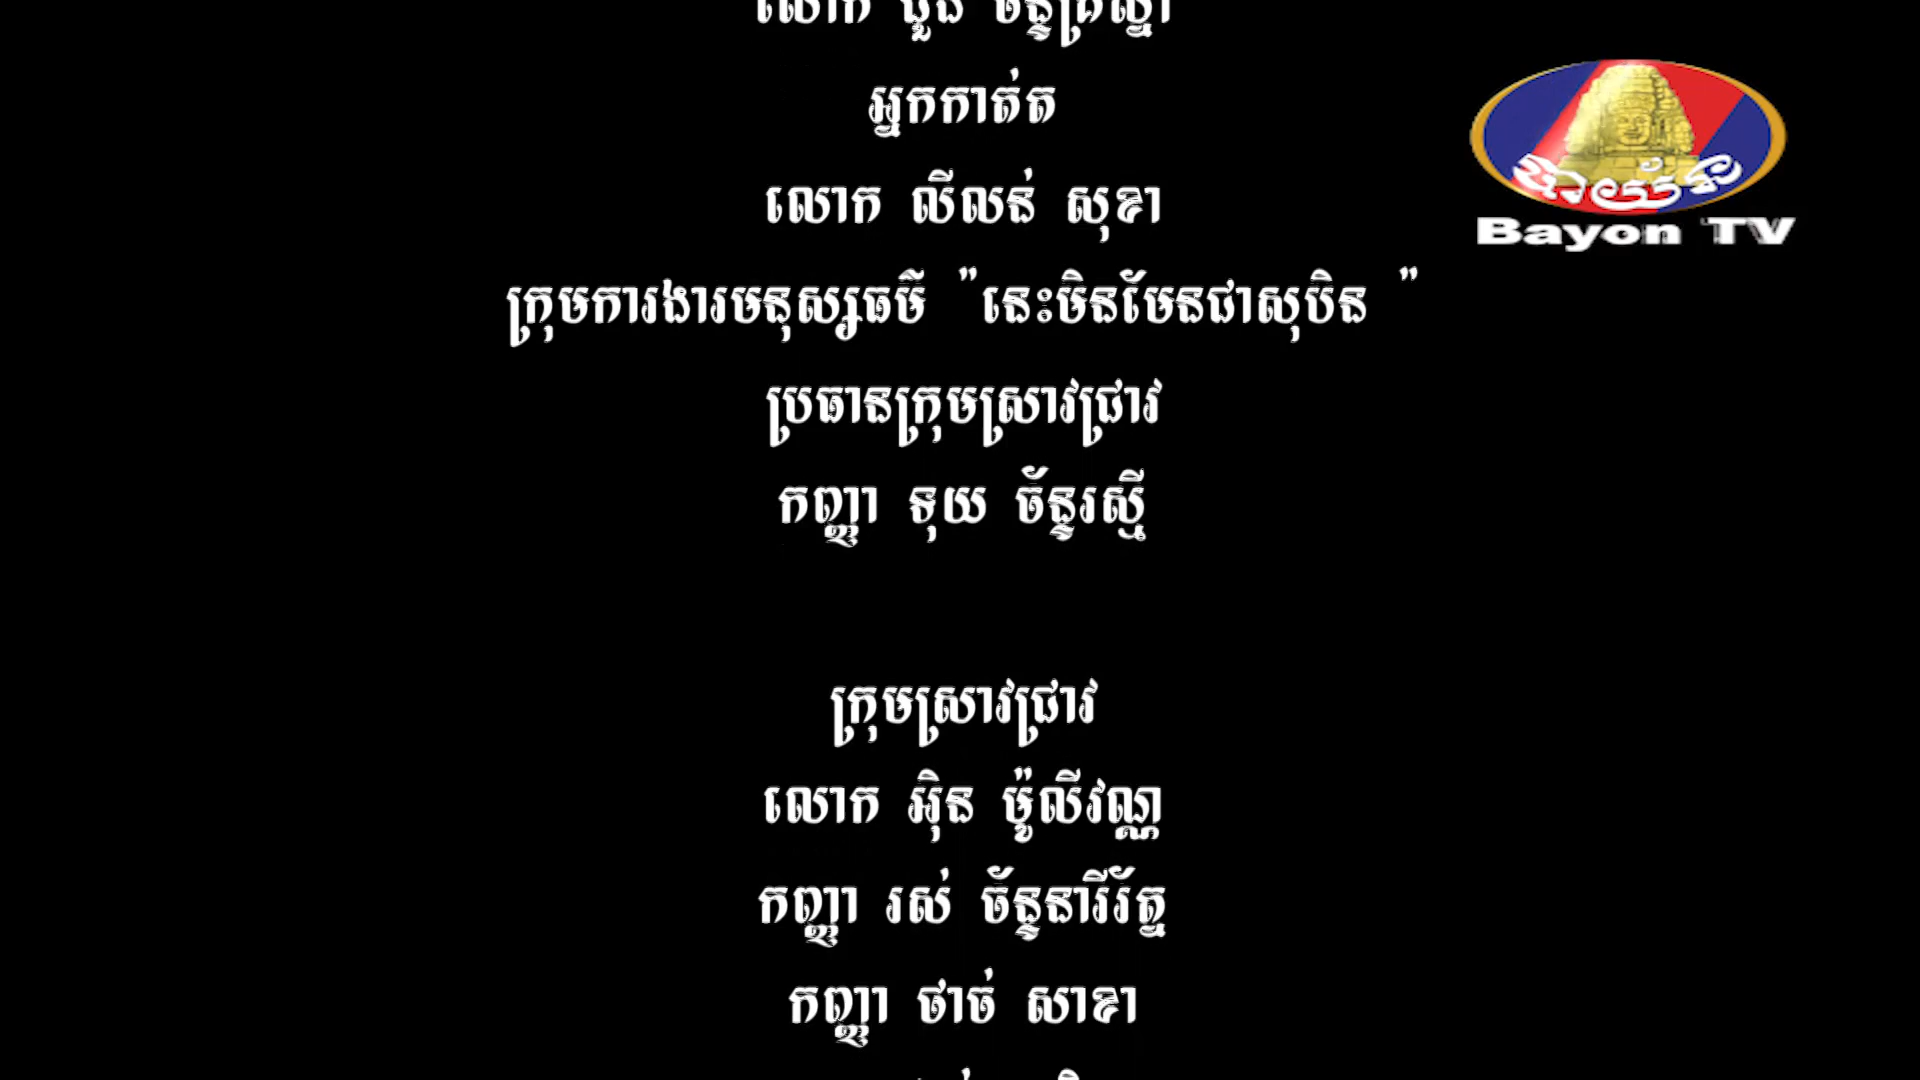 លោក
អ្នកកាត់ត
លោក លីលន់ សុខា
ក្រុមការងារមនុស្សធម៌ "នេះមិនមែនជាសុបិន "
ប្រធានក្រុមស្រាវជ្រាវ
កញ្ញា ទុយ ច័ន្ទរស្មី
ក្រុមស្រាវជ្រាវ
លោក អ៊ិន ម៉ូលីវណ្ណ
កញ្ញា រស់ ច័ន្ទនារីរ័ត្ន
កញ្ញា ថាច់ សាខា
បាយ័ន
Bayon TV